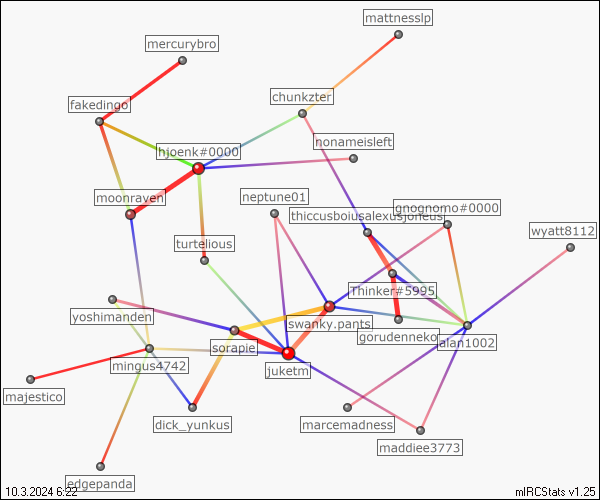 mattnesslp
mercurybro
chunkzter
fakedingo
nonameisleft
hjoenk#0000
neptune01
moonraven
gnognomo#0000
thiccusboiusalexusjoneus
wyatt8112
turtelious
Thinker#5995
yoshimanden
swanky.pants
gorudenneko
alan1002
sorapie
mingus4742
juketm
majestico
dick_yunkus
marcemadness
maddiee3773
edgepanda
10.3.2024 6:22
mIRCStats v1.25